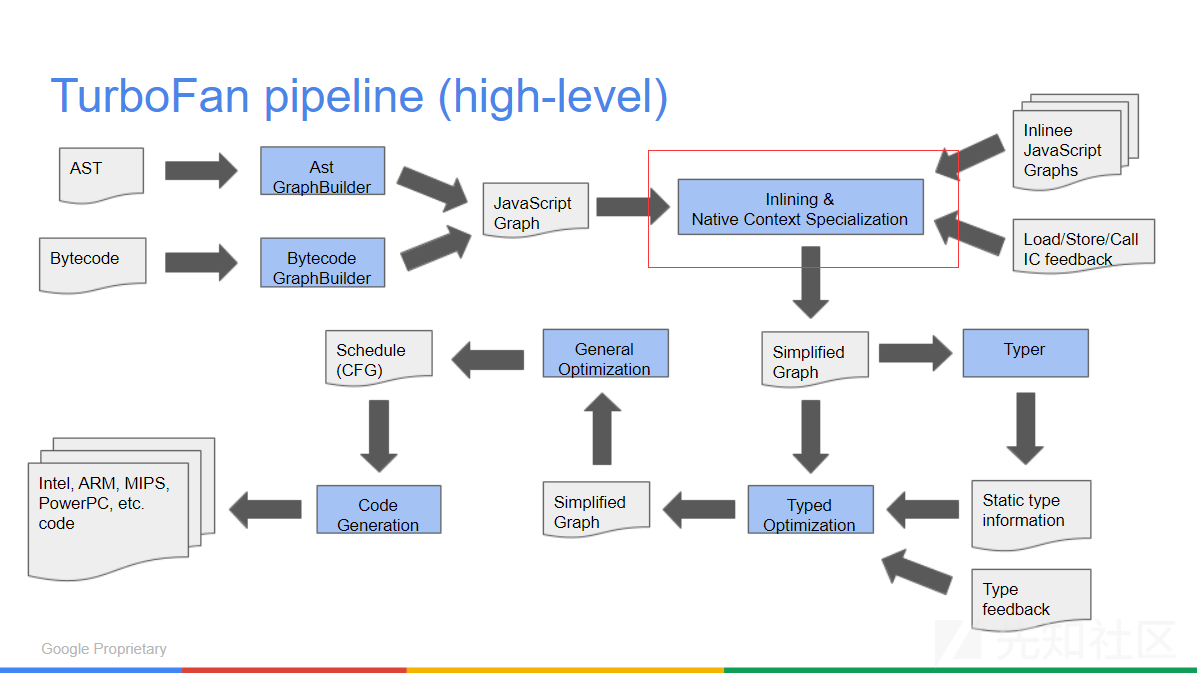 TurboFan pipeline (high-level)
AST
Ast
GraphBuilder
Bytecode
Bytecode
GraphBuilder
JavaScript
Graph
Inlining &
Native Context Specialization
Inlinee
JavaScript
Graphs
Load/Store/Call
IC feedback
Schedule
(CFG)
General
Optimization
Simplified
Graph
Typer
Intel, ARM, MIPS,
PowerPC, etc.
code
Code
Generation
Simplified
Graph
Typed
Optimization
Static type
information
Type
feedback
Google Proprietary
先知社区